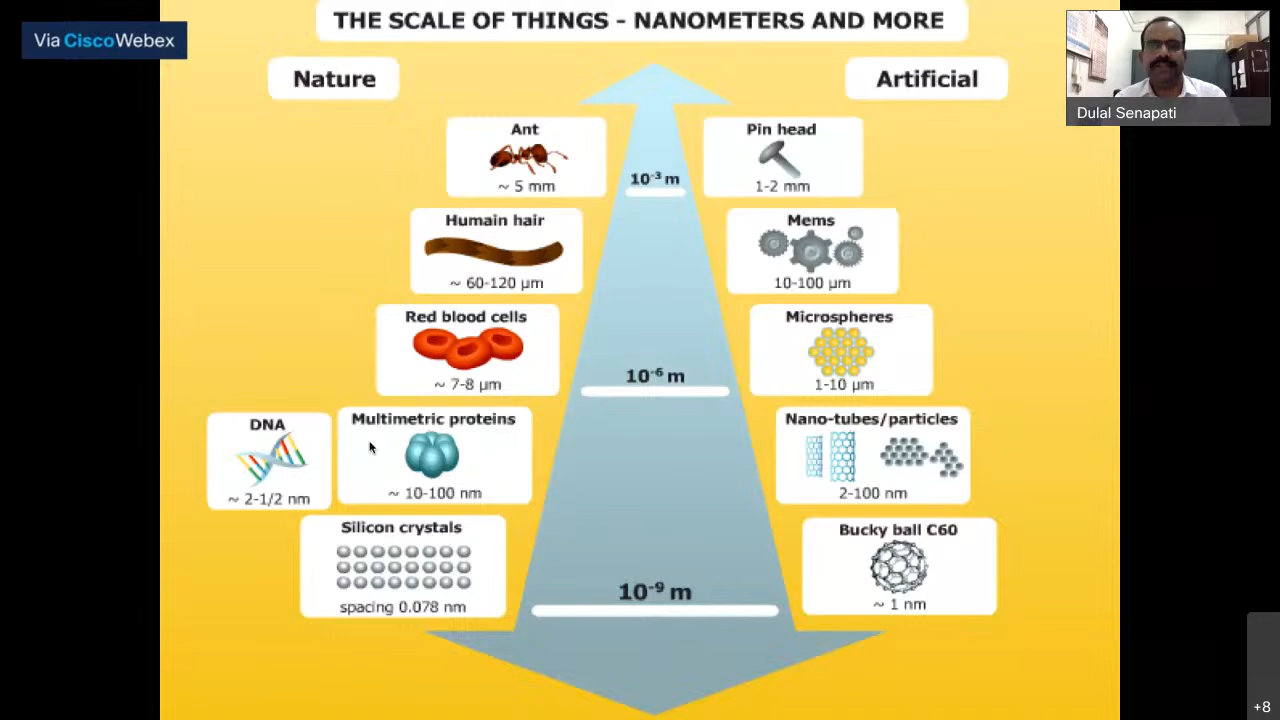 Via CiscoWebex
THE SCALE OF THINGS - NANOMETERS AND MORE
Nature
Artificial
Dulal Senapati
Ant
~ 5 mm
10⁻³ m
Pin head
1-2 mm
Humain hair
~ 60-120 µm
Mems
10-100 µm
Red blood cells
~ 7-8 µm
10⁻⁶ m
Microspheres
1-10 µm
DNA
~ 2-1/2 nm
Multimetric proteins
~ 10-100 nm
Nano-tubes/particles
2-100 nm
Silicon crystals
spacing 0.078 nm
10⁻⁹ m
Bucky ball C60
~ 1 nm
+8